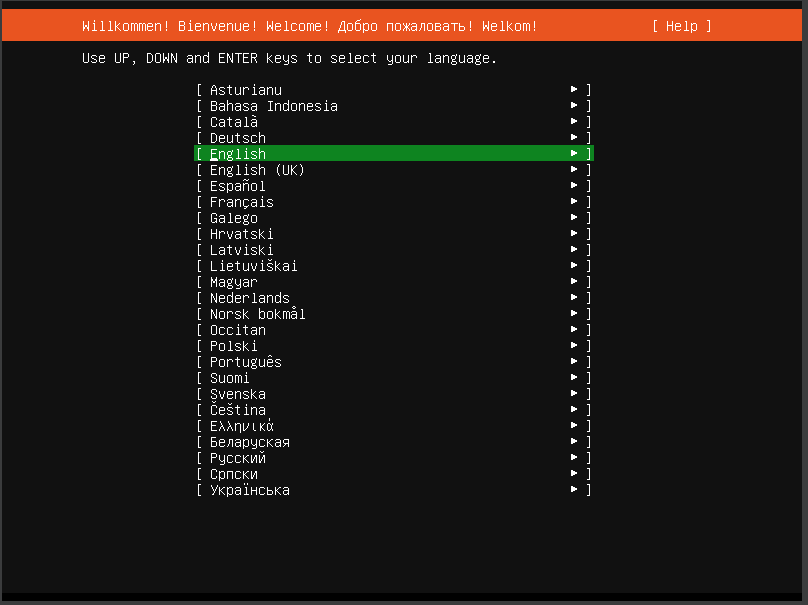 Willkommen! Bienvenue! Welcome! Добро пожаловать! Welkom! [ Help ]
Use UP, DOWN and ENTER keys to select your language.
[ Asturianu ▸ ]
[ Bahasa Indonesia ▸ ]
[ Català ▸ ]
[ Deutsch ▸ ]
[ English ▸ ]
[ English (UK) ▸ ]
[ Español ▸ ]
[ Français ▸ ]
[ Galego ▸ ]
[ Hrvatski ▸ ]
[ Latviski ▸ ]
[ Lietuviškai ▸ ]
[ Magyar ▸ ]
[ Nederlands ▸ ]
[ Norsk bokmål ▸ ]
[ Occitan ▸ ]
[ Polski ▸ ]
[ Português ▸ ]
[ Suomi ▸ ]
[ Svenska ▸ ]
[ Čeština ▸ ]
[ Ελληνικά ▸ ]
[ Беларуская ▸ ]
[ Русский ▸ ]
[ Српски ▸ ]
[ Українська ▸ ]